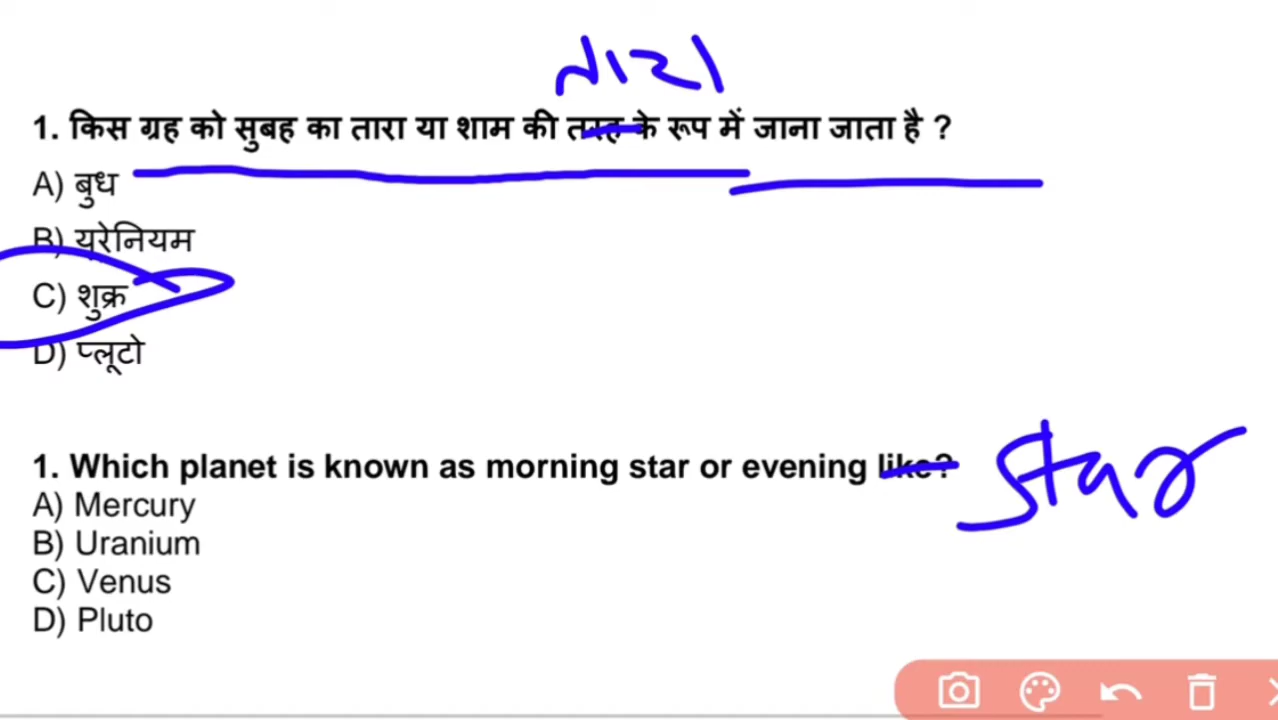 तारा
1. किस ग्रह को सुबह का तारा या शाम की तरह के रूप में जाना जाता है ?
A) बुध
B) यूरेनियम
C) शुक्र
D) प्लूटो
1. Which planet is known as morning star or evening like? star
A) Mercury
B) Uranium
C) Venus
D) Pluto